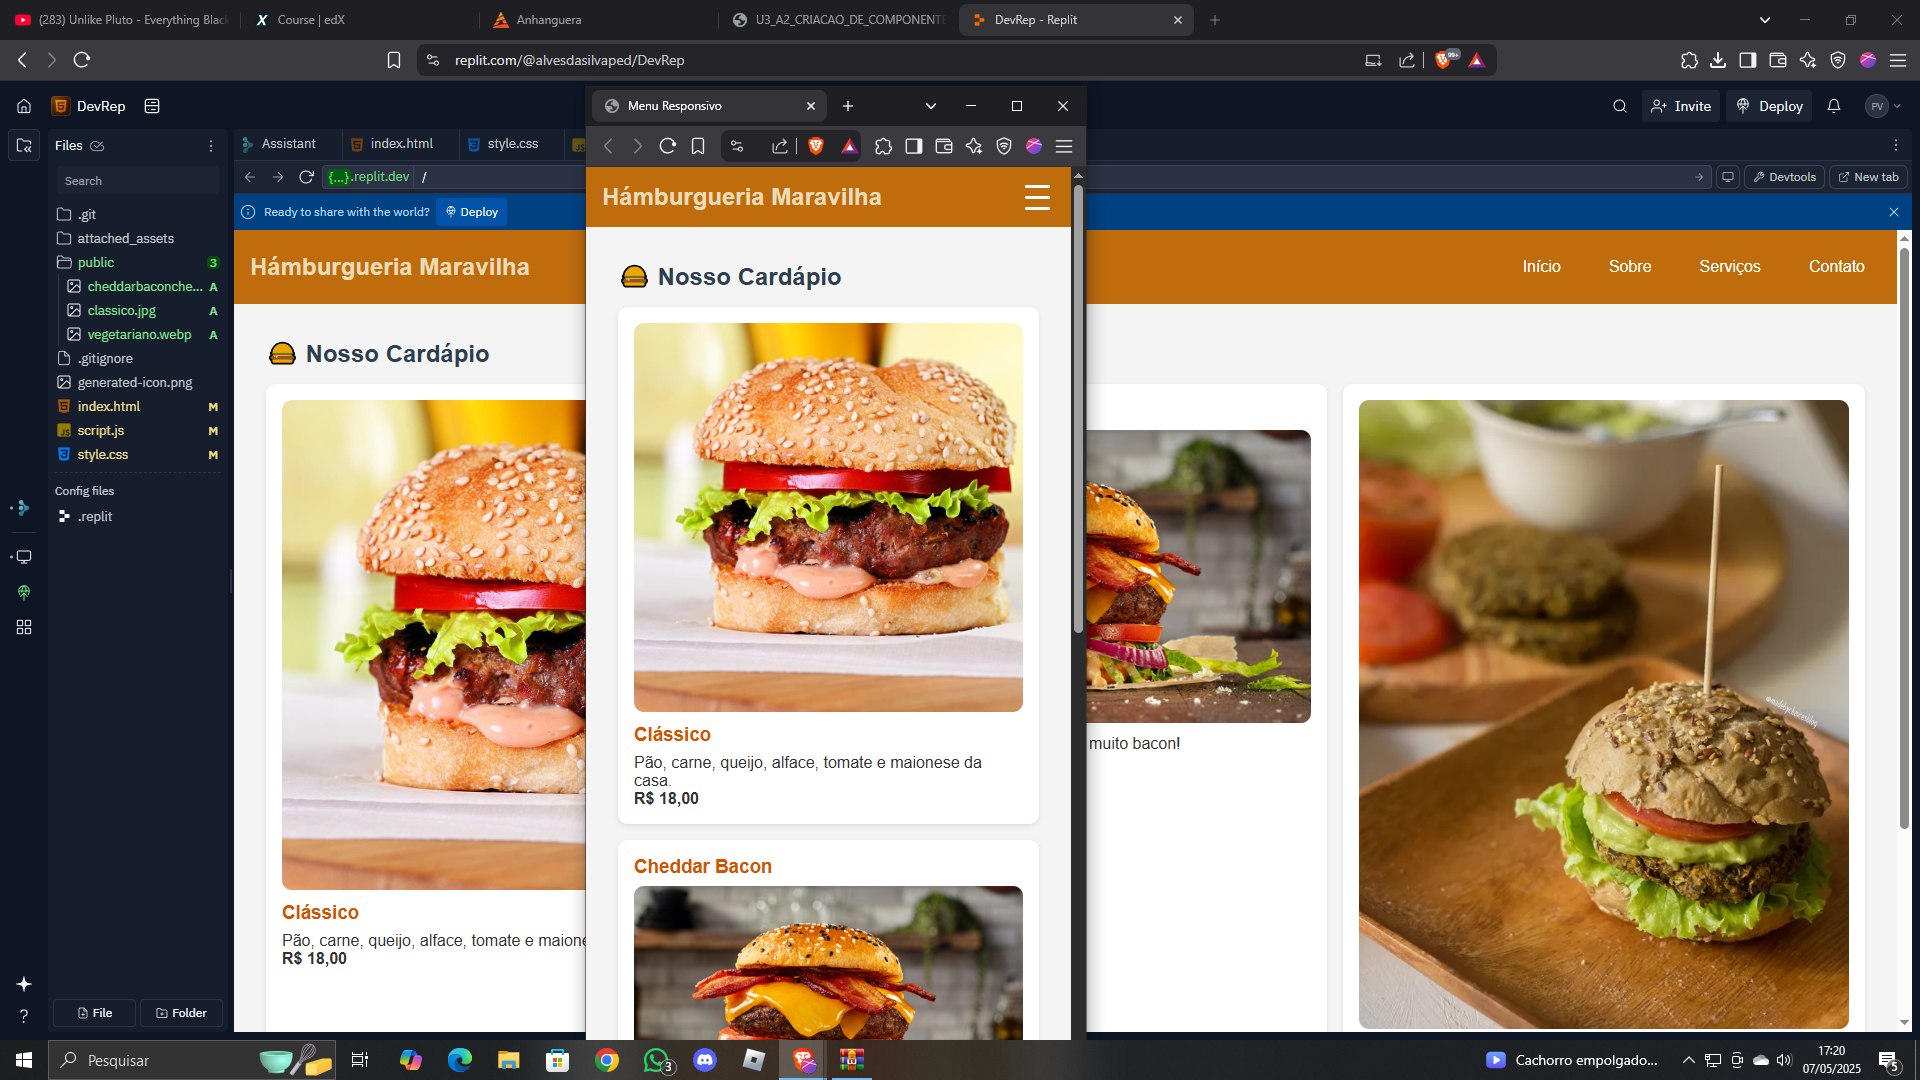 (283) Unlike Pluto - Everything Black
Course | edX
Anhanguera
U3_A2_CRIACAO_DE_COMPONENTE
DevRep - Replit
replit.com/@alvesdasilvaped/DevRep
99+
DevRep
Invite
Deploy
PV
Files
Search
.git
attached_assets
public
3
cheddarbaconche... A
classico.jpg A
vegetariano.webp A
.gitignore
generated-icon.png
index.html M
script.js M
style.css M
Config files
.replit
File
Folder
Assistant
index.html
style.css
JS
{...}.replit.dev /
Devtools
New tab
Ready to share with the world?
Deploy
Hámburgueria Maravilha
Início
Sobre
Serviços
Contato
Nosso Cardápio
Clássico
Pão, carne, queijo, alface, tomate e maione
R$ 18,00
muito bacon!
Menu Responsivo
Hámburgueria Maravilha
Nosso Cardápio
Clássico
Pão, carne, queijo, alface, tomate e maionese da
casa.
R$ 18,00
Cheddar Bacon
Pesquisar
3
Cachorro empolgado...
17:20
07/05/2025
5